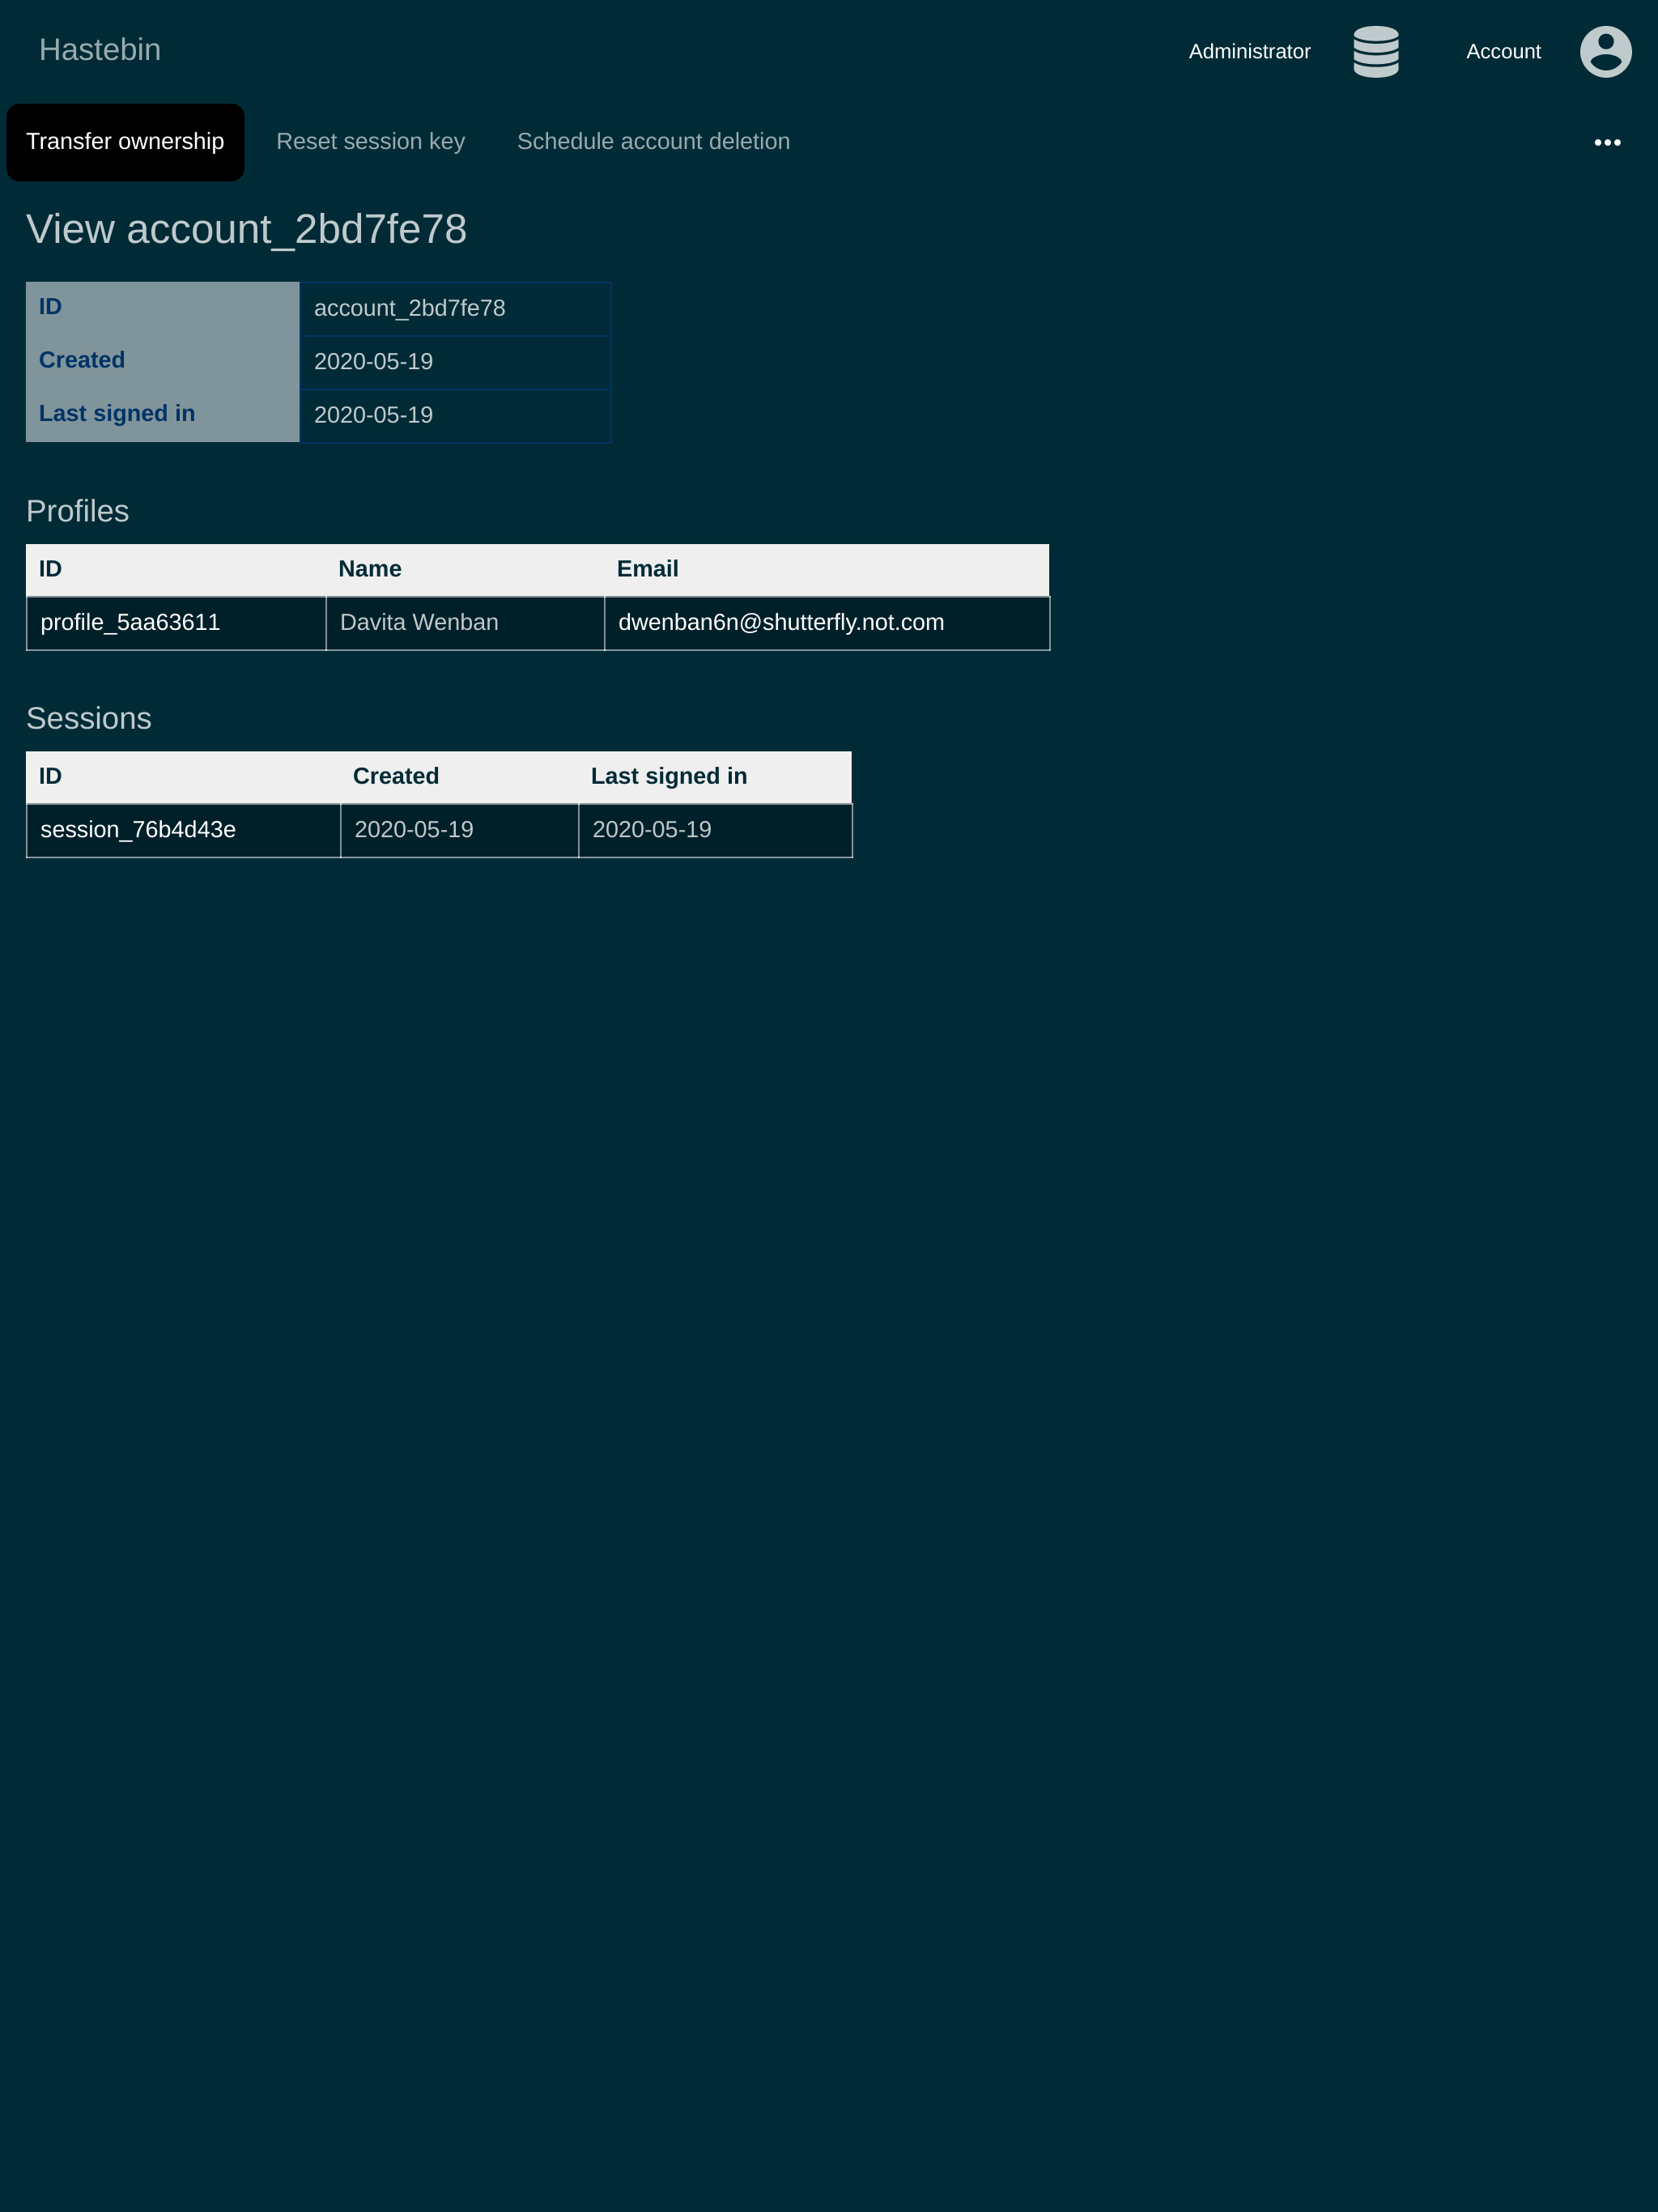 Hastebin
Administrator
Account
Transfer ownership
Reset session key
Schedule account deletion
View account_2bd7fe78
ID account_2bd7fe78
Created 2020-05-19
Last signed in 2020-05-19
Profiles
ID Name Email
profile_5aa63611 Davita Wenban dwenban6n@shutterfly.not.com
Sessions
ID Created Last signed in
session_76b4d43e 2020-05-19 2020-05-19